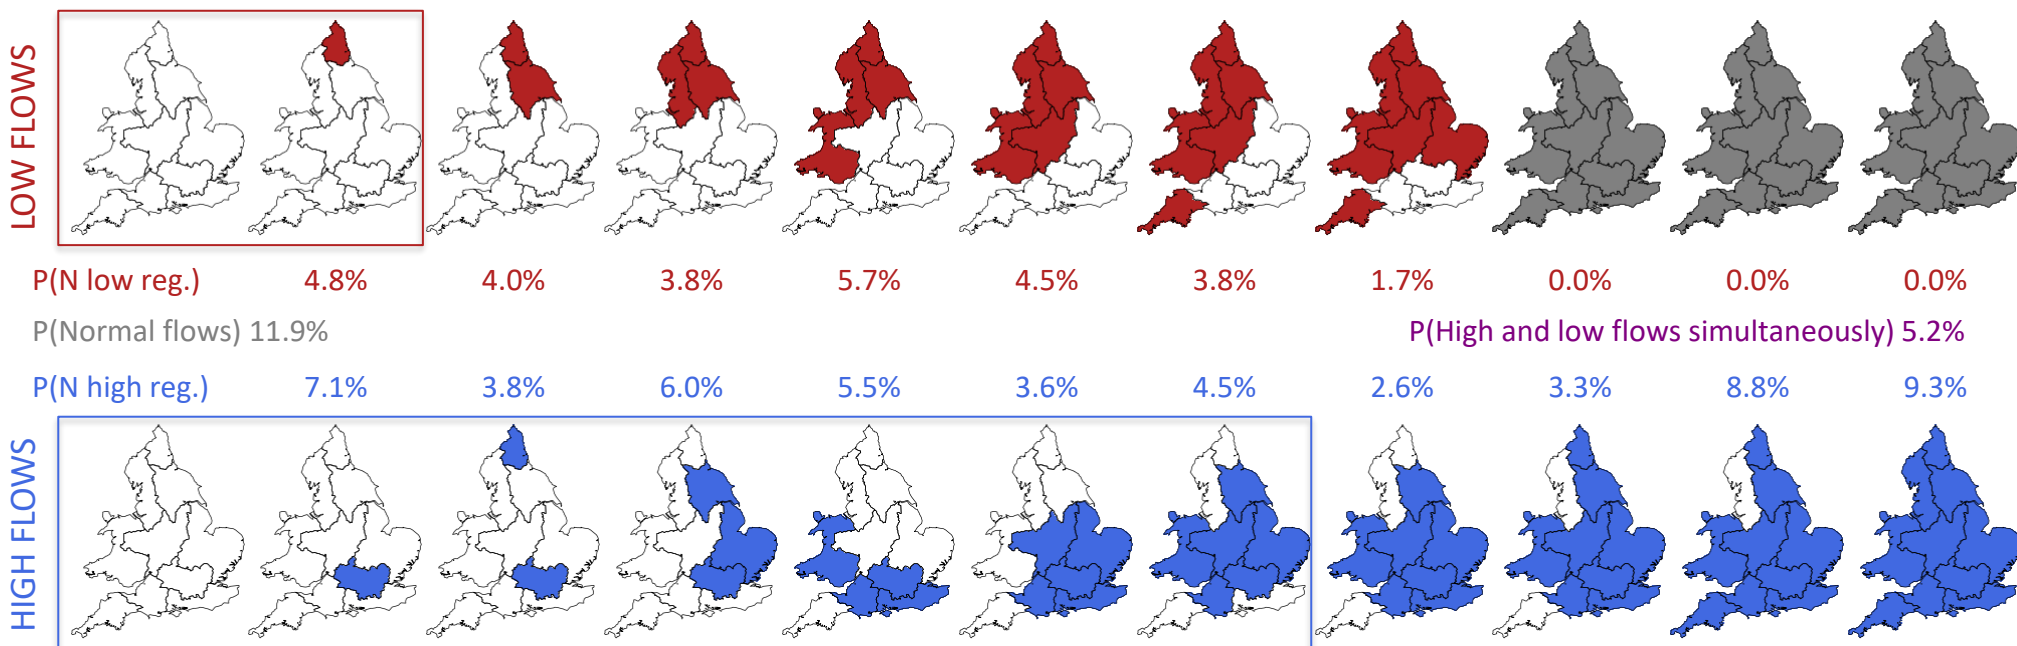 LOW FLOWS
P(N low reg.) 4.8% 4.0% 3.8% 5.7% 4.5% 3.8% 1.7% 0.0% 0.0% 0.0%
P(Normal flows) 11.9% P(High and low flows simultaneously) 5.2%
P(N high reg.) 7.1% 3.8% 6.0% 5.5% 3.6% 4.5% 2.6% 3.3% 8.8% 9.3%
HIGH FLOWS